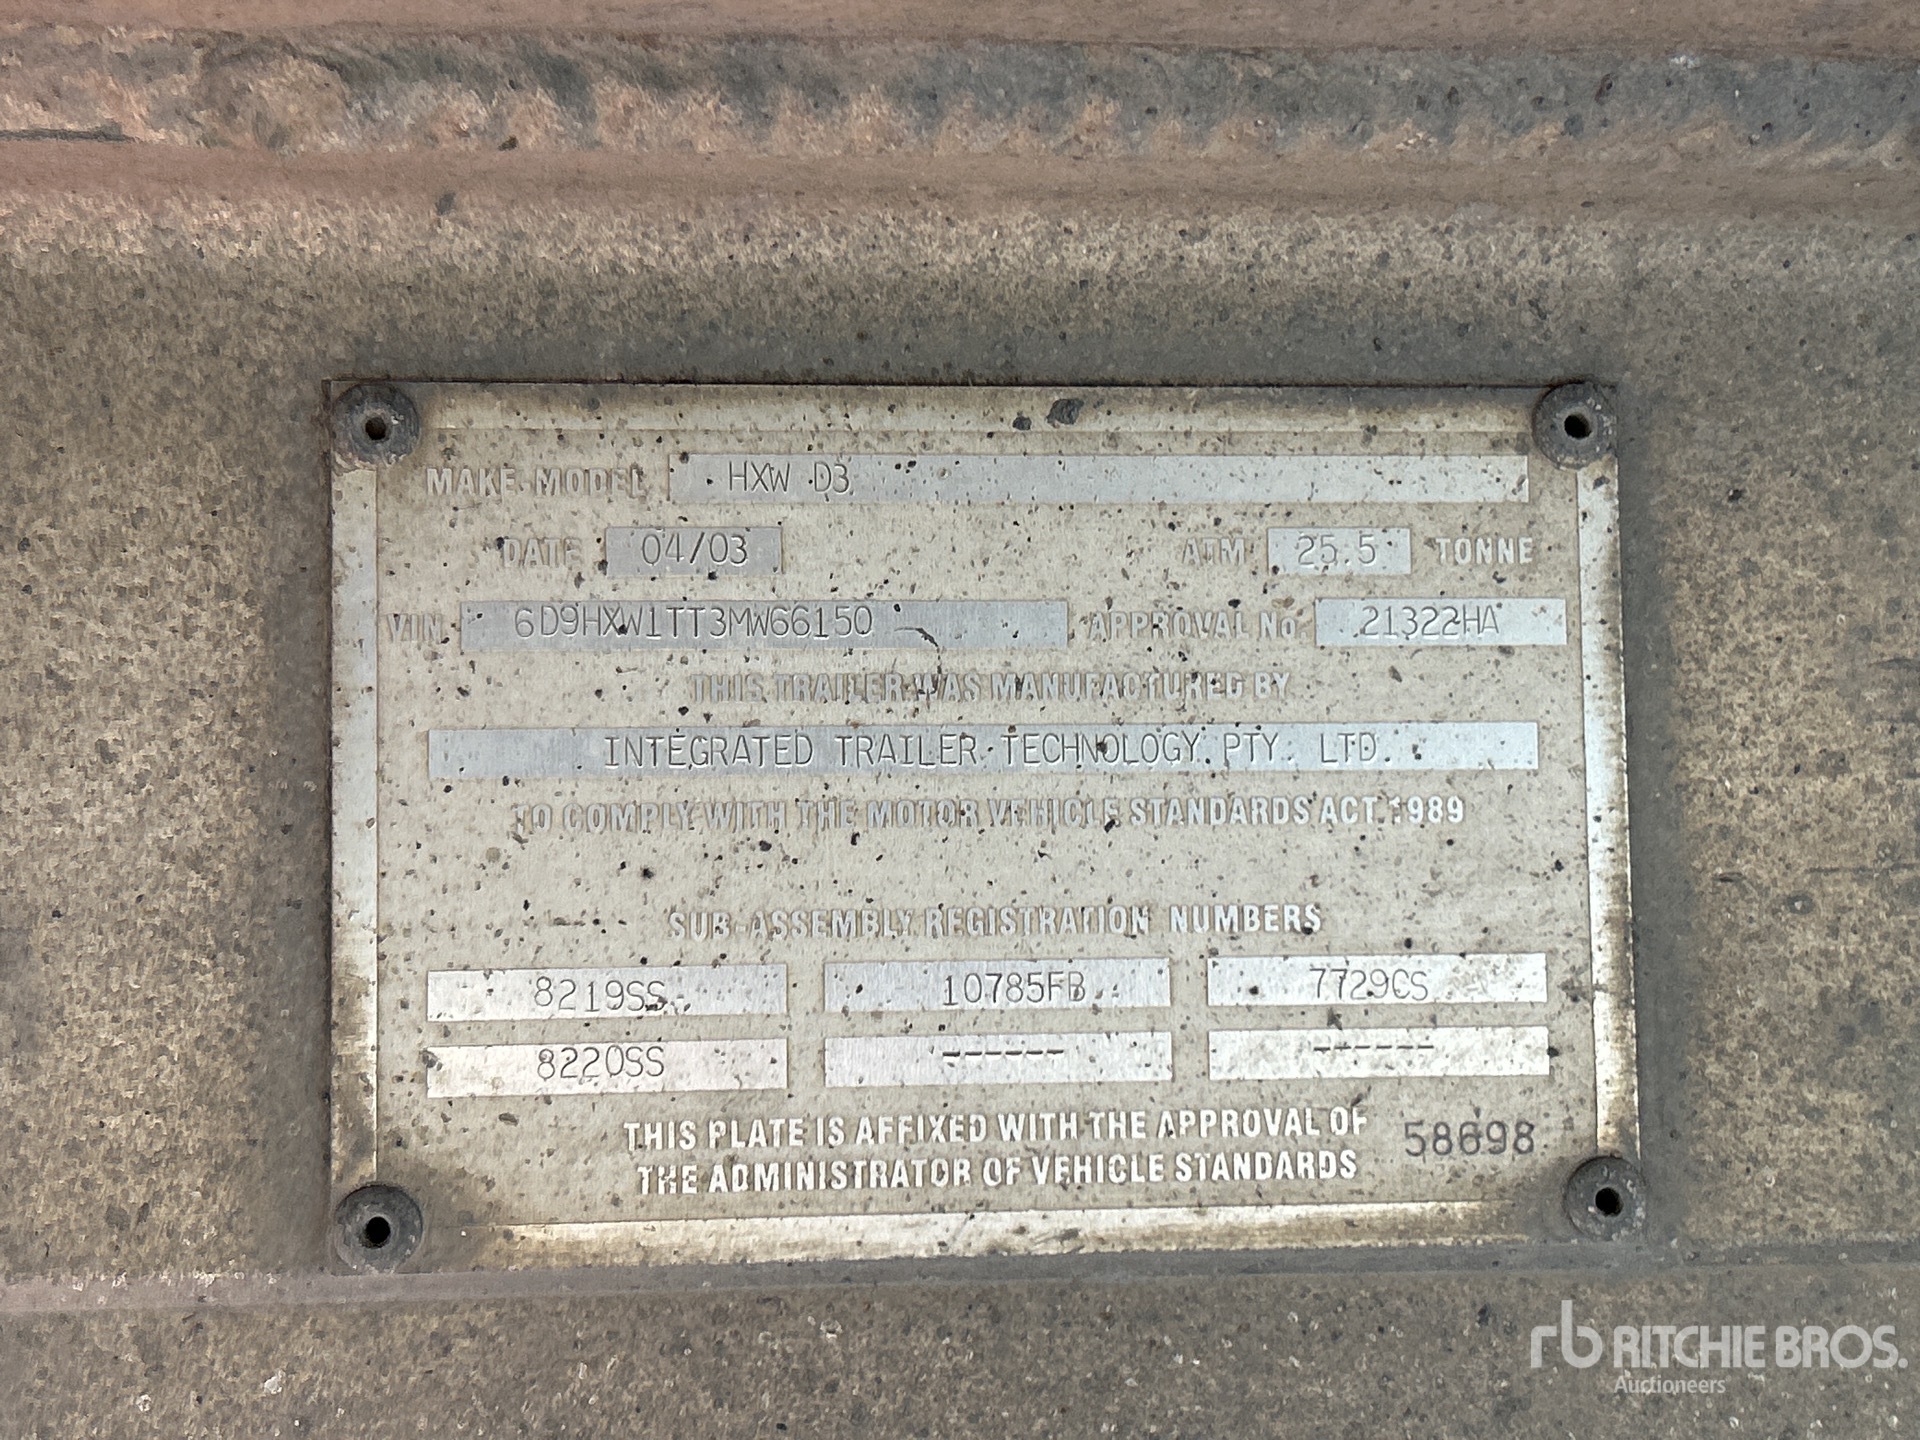 MAKE-MODEL HXW D3
DATE 04/03 ATM 25.5 TONNE
VIN 6D9HXW1TT3MW66150 APPROVAL No 21322HA
THIS TRAILER WAS MANUFACTURED BY
INTEGRATED TRAILER TECHNOLOGY PTY. LTD.
TO COMPLY WITH THE MOTOR VEHICLE STANDARDS ACT, 1989
SUB-ASSEMBLY REGISTRATION NUMBERS
8219SS 10785FB 7729CS
8220SS ------ ------
THIS PLATE IS AFFIXED WITH THE APPROVAL OF 58698
THE ADMINISTRATOR OF VEHICLE STANDARDS
rb RITCHIE BROS.
Auctioneers